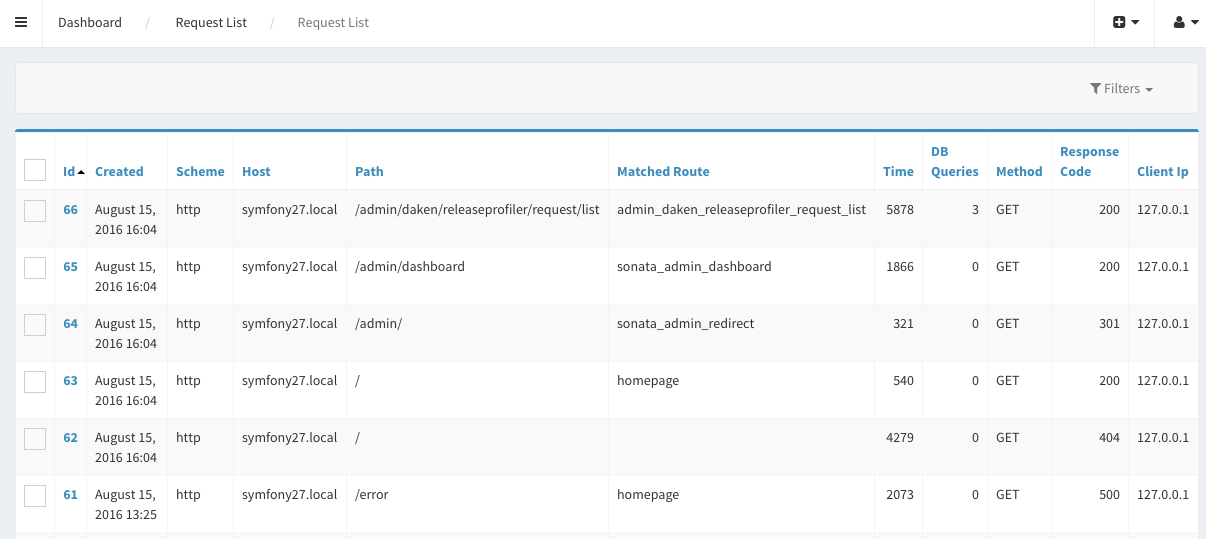 Dashboard / Request List / Request List
Filters
Id Created Scheme Host Path Matched Route Time DB Queries Method Response Code Client Ip
66 August 15, 2016 16:04 http symfony27.local /admin/daken/releaseprofiler/request/list admin_daken_releaseprofiler_request_list 5878 3 GET 200 127.0.0.1
65 August 15, 2016 16:04 http symfony27.local /admin/dashboard sonata_admin_dashboard 1866 0 GET 200 127.0.0.1
64 August 15, 2016 16:04 http symfony27.local /admin/ sonata_admin_redirect 321 0 GET 301 127.0.0.1
63 August 15, 2016 16:04 http symfony27.local / homepage 540 0 GET 200 127.0.0.1
62 August 15, 2016 16:04 http symfony27.local / 4279 0 GET 404 127.0.0.1
61 August 15, 2016 13:25 http symfony27.local /error homepage 2073 0 GET 500 127.0.0.1